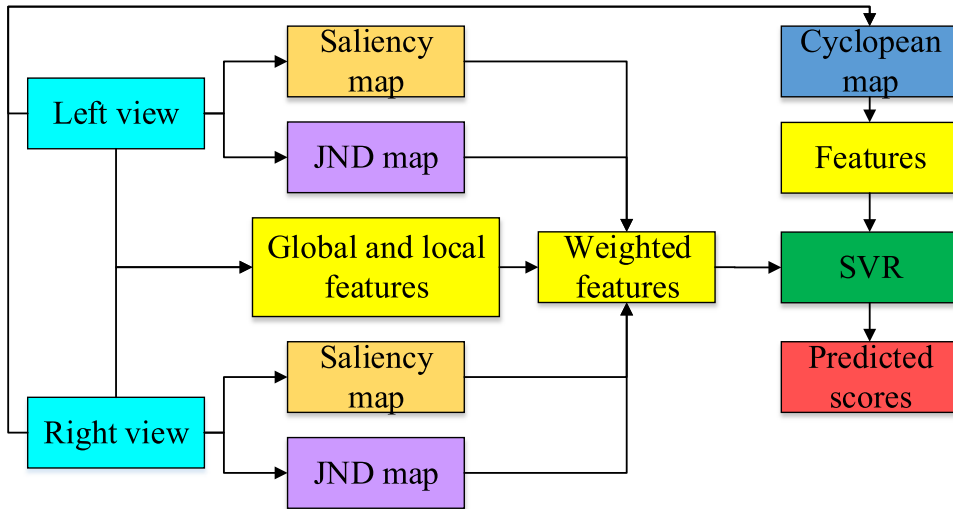 Saliency
map
Cyclopean
map
Left view
JND map
Features
Global and local
features
Weighted
features
SVR
Saliency
map
Predicted
scores
Right view
JND map